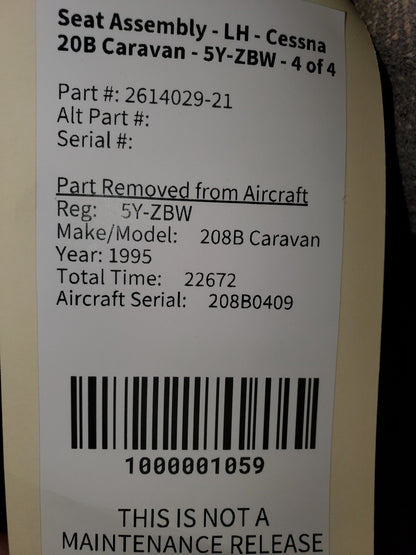 Seat Assembly - LH - Cessna
20B Caravan - 5Y-ZBW - 4 of 4
Part #: 2614029-21
Alt Part #:
Serial #:
Part Removed from Aircraft
Reg: 5Y-ZBW
Make/Model: 208B Caravan
Year: 1995
Total Time: 22672
Aircraft Serial: 208B0409
1000001059
THIS IS NOT A
MAINTENANCE RELEASE